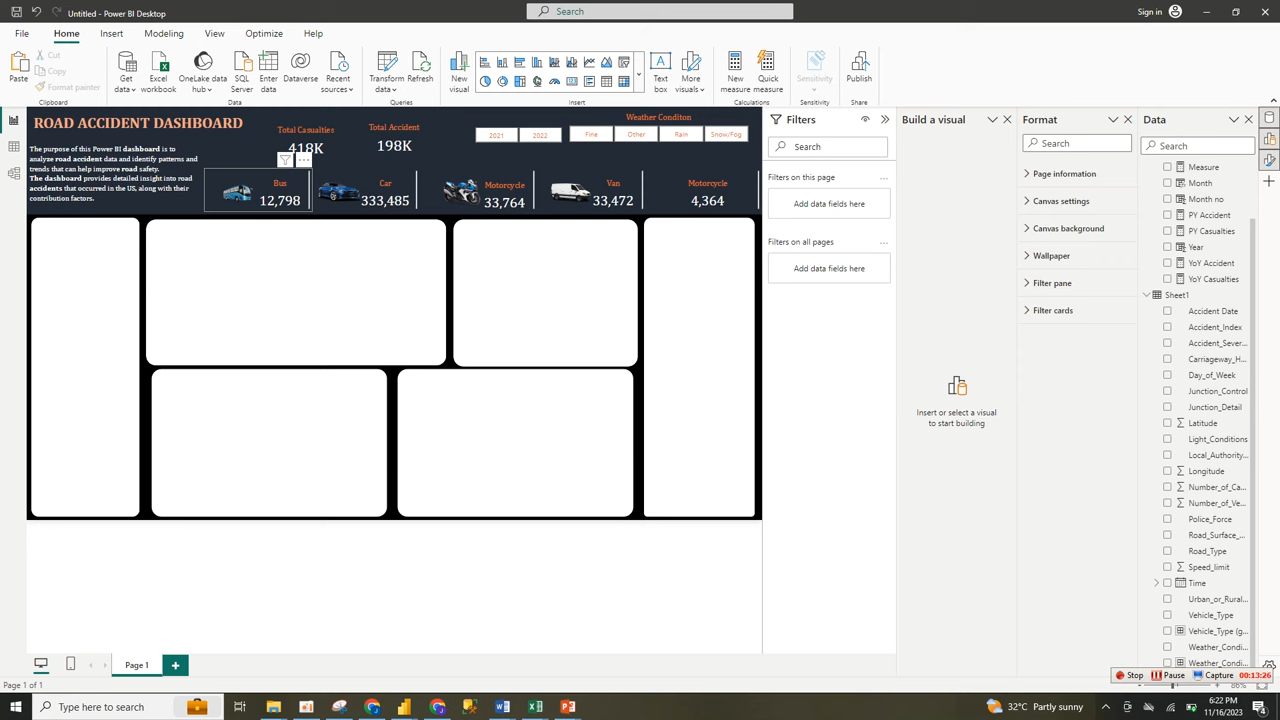 Untitled - Power BI Desktop
Search
Sign in
File
Home
Insert
Modeling
View
Optimize
Help
Paste
Cut
Copy
Format painter
Clipboard
Get data
Excel workbook
OneLake data hub
SQL Server
Enter data
Dataverse
Recent sources
Data
Transform data
Refresh
Queries
New visual
Text box
More visuals
Insert
New measure
Quick measure
Calculations
Sensitivity
Sensitivity
Publish
Share
ROAD ACCIDENT DASHBOARD
The purpose of this Power BI dashboard is to
analyze road accident data and identify patterns and
trends that can help improve road safety.
The dashboard provides detailed insight into road
accidents that occurred in the US, along with their
contribution factors.
Total Casualties
418K
Total Accident
198K
2021
2022
Weather Conditon
Fine
Other
Rain
Snow/Fog
Bus
12,798
Car
333,485
Motorcycle
33,764
Van
33,472
Motorcycle
4,364
Filters
Search
Filters on this page
Add data fields here
Filters on all pages
Add data fields here
Build a visual
Insert or select a visual
to start building
Format
Search
Page information
Canvas settings
Canvas background
Wallpaper
Filter pane
Filter cards
Data
Search
Measure
Month
Month no
PY Accident
PY Casualties
Year
YoY Accident
YoY Casualties
Sheet1
Accident Date
Accident_Index
Accident_Sever...
Carriageway_H...
Day_of_Week
Junction_Control
Junction_Detail
Latitude
Light_Conditions
Local_Authority...
Longitude
Number_of_Ca...
Number_of_Ve...
Police_Force
Road_Surface_...
Road_Type
Speed_limit
Time
Urban_or_Rural...
Vehicle_Type
Vehicle_Type (g...
Weather_Condi...
Weather_Condi...
Page 1
Page 1 of 1
Stop
Pause
Capture
00:13:26
86%
Type here to search
32°C Partly sunny
6:22 PM
11/16/2023